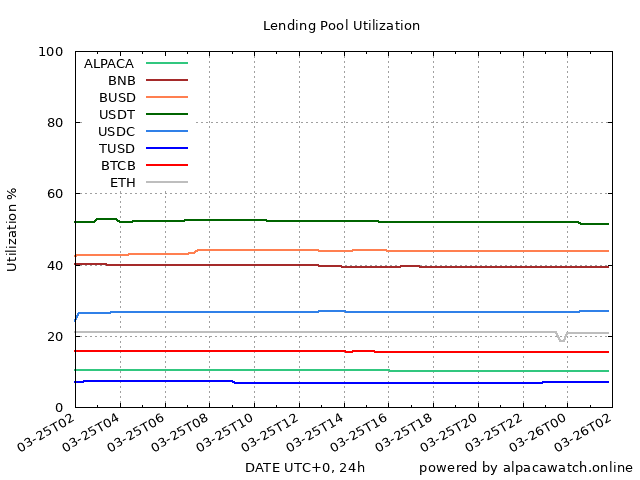 Lending Pool Utilization
100
80
60
40
20
0
Utilization %
ALPACA
BNB
BUSD
USDT
USDC
TUSD
BTCB
ETH
03-25T02
03-25T04
03-25T06
03-25T08
03-25T10
03-25T12
03-25T14
03-25T16
03-25T18
03-25T20
03-25T22
03-26T00
03-26T02
DATE UTC+0, 24h
powered by alpacawatch.online